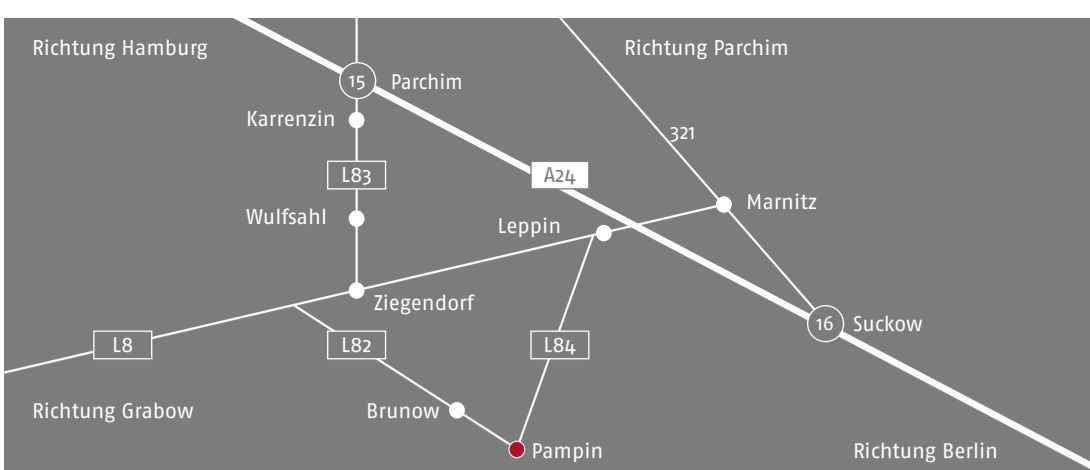 Richtung Hamburg
Richtung Parchim
15 Parchim
Karrenzin
321
L83
A24
Wulfsahl
Marnitz
Leppin
Ziegendorf
16 Suckow
L8
L82
L84
Richtung Grabow
Brunow
Pampin
Richtung Berlin